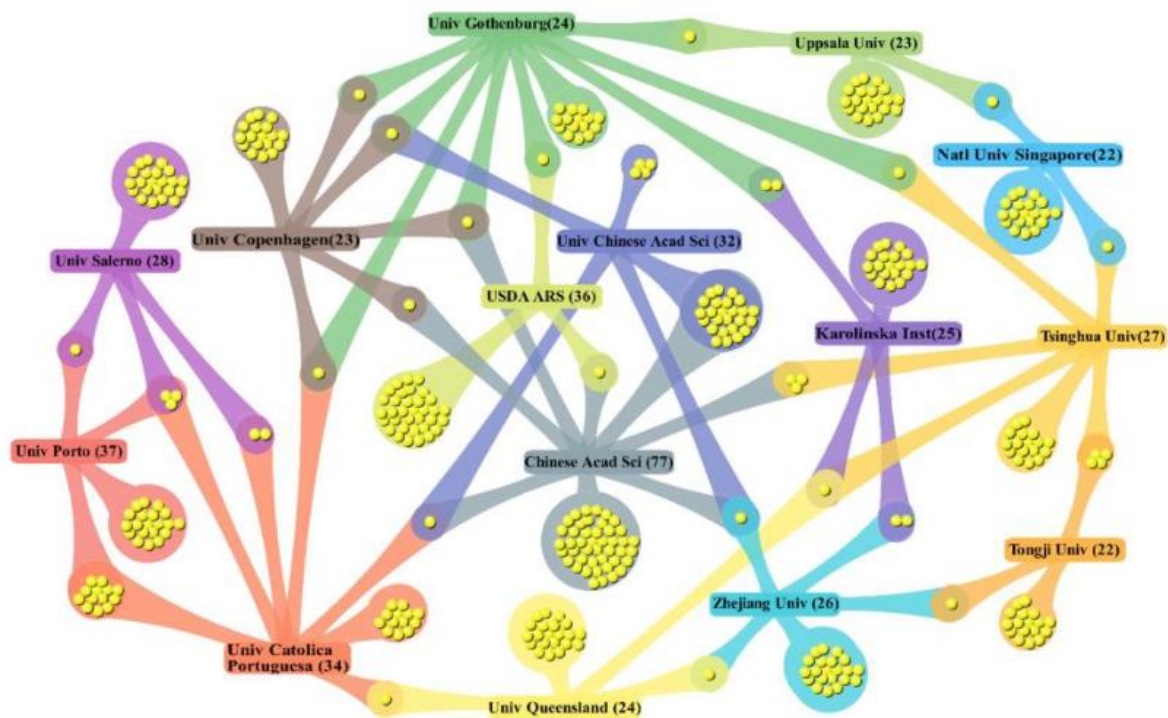 Univ Gothenburg(24)
Uppsala Univ (23)
Natl Univ Singapore(22)
Univ Copenhagen(23)
Univ Chinese Acad Sci (32)
Univ Salerno (28)
USDA ARS (36)
Karolinska Inst(25)
Tsinghua Univ(27)
Univ Porto (37)
Chinese Acad Sci (77)
Tongji Univ (22)
Zhejiang Univ (26)
Univ Catolica
Portuguesa (34)
Univ Queensland (24)